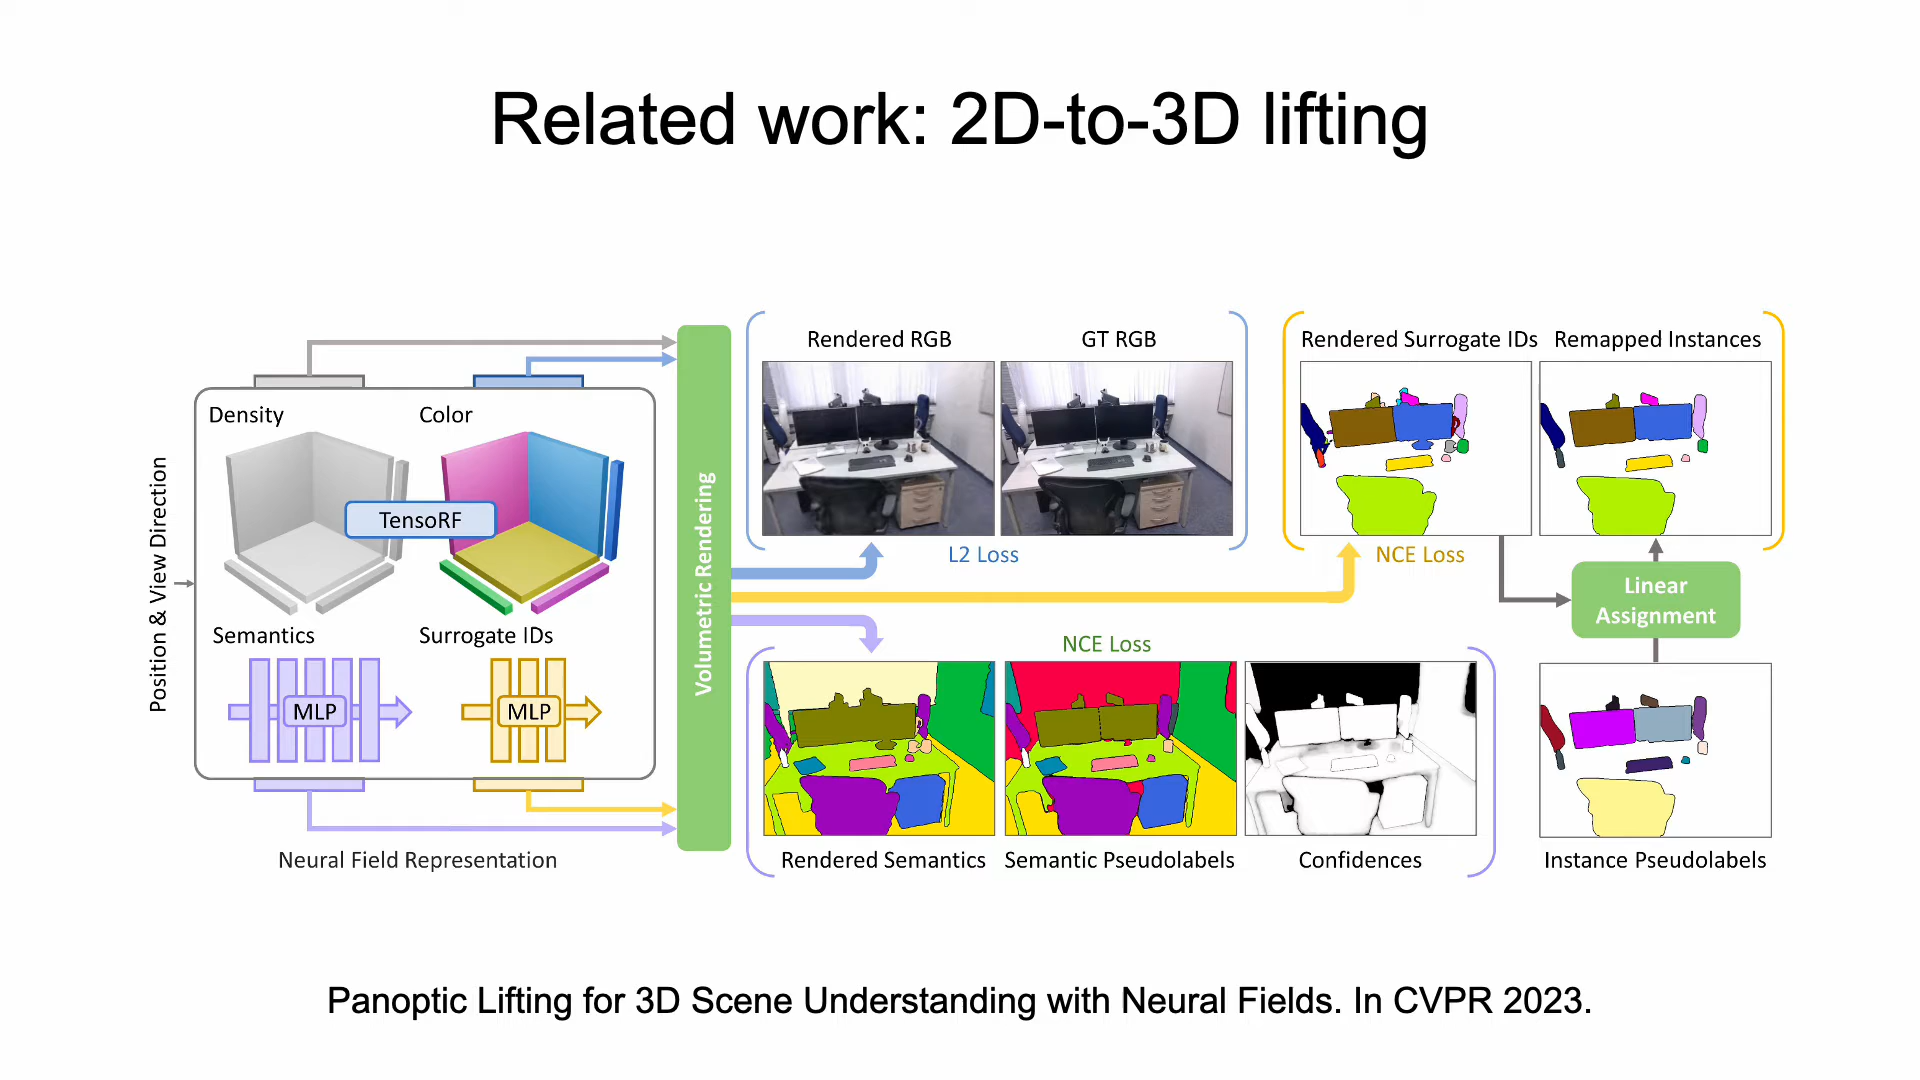 Related work: 2D-to-3D lifting
Position & View Direction
Density
Color
TensoRF
Semantics
Surrogate IDs
MLP
MLP
Neural Field Representation
Volumetric Rendering
Rendered RGB
GT RGB
L2 Loss
Rendered Surrogate IDs
Remapped Instances
NCE Loss
Linear
Assignment
NCE Loss
Rendered Semantics
Semantic Pseudolabels
Confidences
Instance Pseudolabels
Panoptic Lifting for 3D Scene Understanding with Neural Fields. In CVPR 2023.